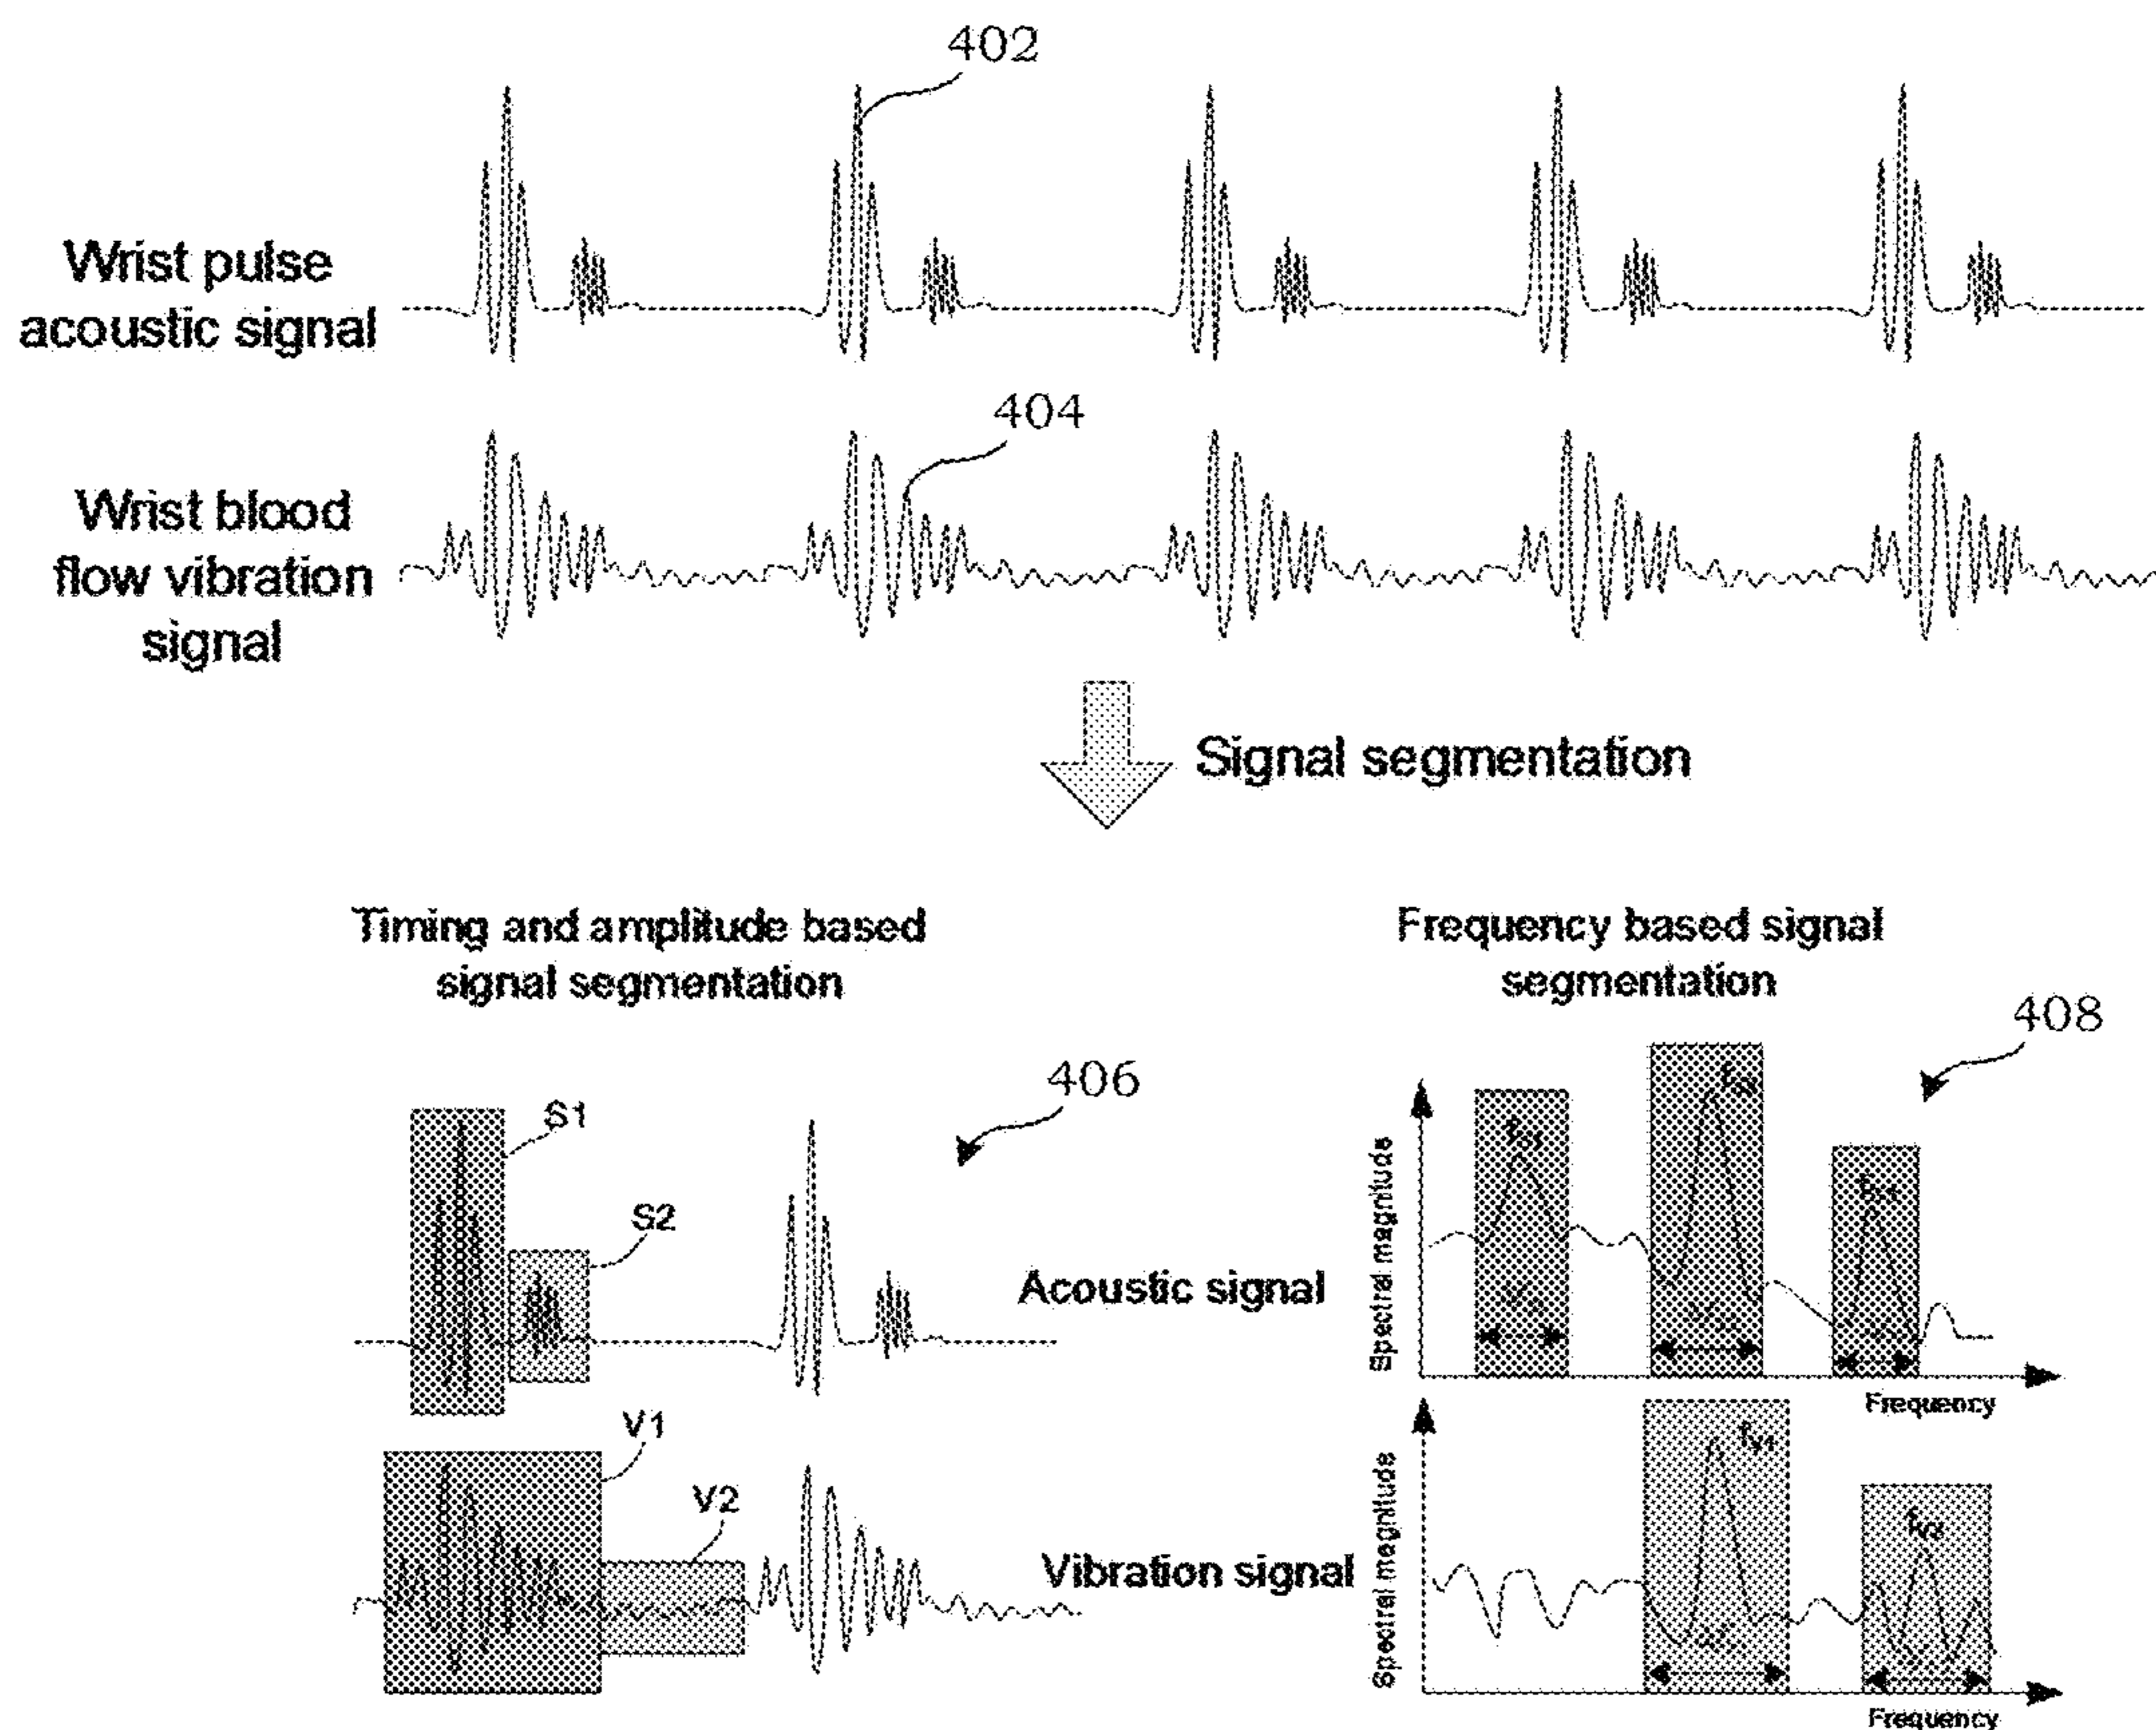 402
Wrist pulse
acoustic signal
404
Wrist blood
flow vibration
signal
Signal segmentation
Timing and amplitude based
signal segmentation
Frequency based signal
segmentation
408
406
S1
S2
Acoustic signal
Spectral magnitude
Frequency
V1
V2
Vibration signal
Spectral magnitude
fV1
fV2
Frequency